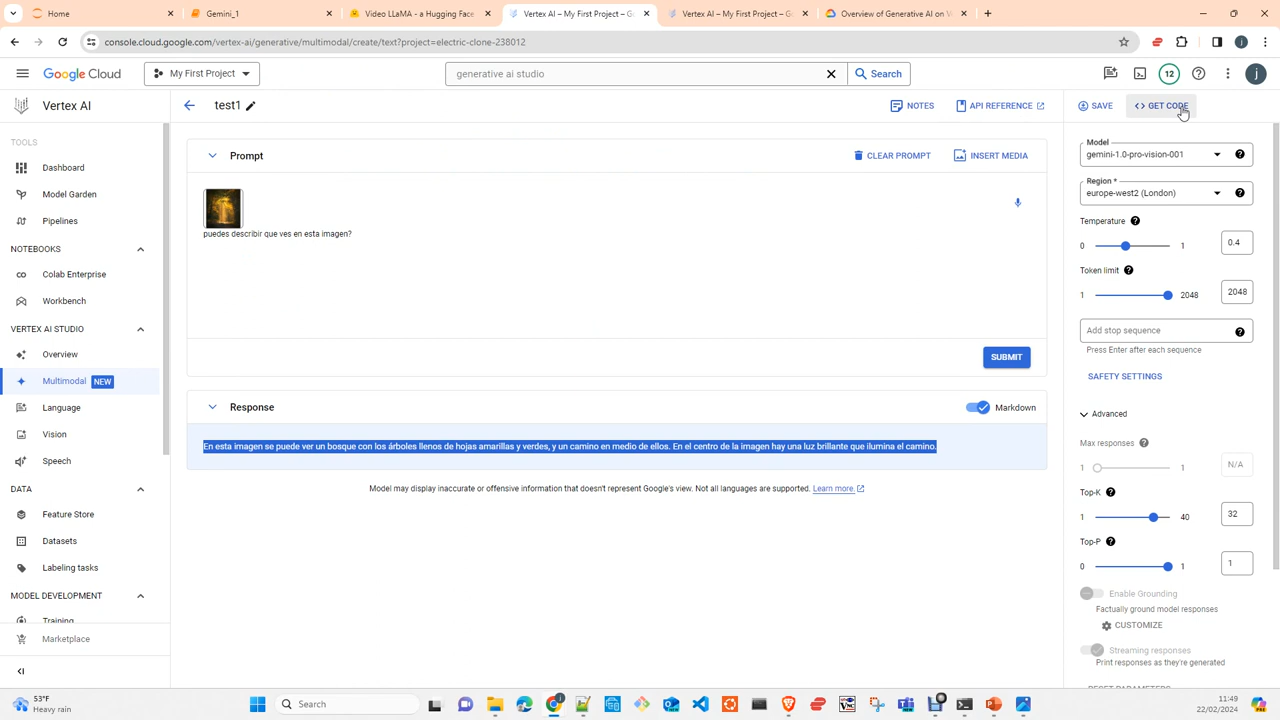 Home
Gemini_1
Video LLaMA - a Hugging Face
Vertex AI – My First Project – G
Vertex AI – My First Project – G
Overview of Generative AI on V
console.cloud.google.com/vertex-ai/generative/multimodal/create/text?project=electric-clone-238012
Google Cloud
My First Project
generative ai studio
Search
12
j
Vertex AI
test1
NOTES
API REFERENCE
SAVE
GET CODE
TOOLS
Dashboard
Model Garden
Pipelines
NOTEBOOKS
Colab Enterprise
Workbench
VERTEX AI STUDIO
Overview
Multimodal NEW
Language
Vision
Speech
DATA
Feature Store
Datasets
Labeling tasks
MODEL DEVELOPMENT
Training
Marketplace
Prompt
CLEAR PROMPT
INSERT MEDIA
puedes describir que ves en esta imagen?
SUBMIT
Response
Markdown
En esta imagen se puede ver un bosque con los árboles llenos de hojas amarillas y verdes, y un camino en medio de ellos. En el centro de la imagen hay una luz brillante que ilumina el camino.
Model may display inaccurate or offensive information that doesn't represent Google's view. Not all languages are supported. Learn more.
Model
gemini-1.0-pro-vision-001
Region *
europe-west2 (London)
Temperature
0 1 0.4
Token limit
1 2048 2048
Add stop sequence
Press Enter after each sequence
SAFETY SETTINGS
Advanced
Max responses
1 1 N/A
Top-K
1 40 32
Top-P
0 1 1
Enable Grounding
Factually ground model responses
CUSTOMIZE
Streaming responses
Print responses as they're generated
RESET PARAMETERS
53°F
Heavy rain
Search
11:49
22/02/2024